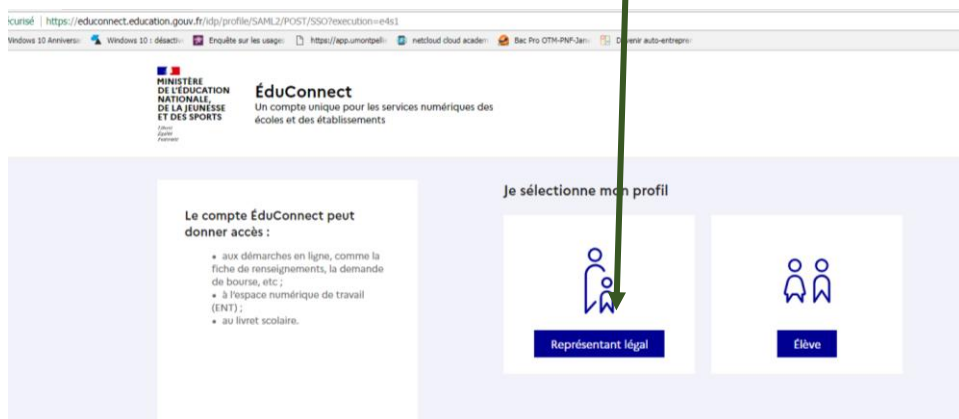 écurisé | https://educonnect.education.gouv.fr/idp/profile/SAML2/POST/SSO?execution=e4s1
Windows 10 Anniversa Windows 10 : désactiv Enquête sur les usages https://app.umontpelli netcloud cloud academ Bac Pro OTM-PNF-Janv Devenir auto-entrepre
MINISTÈRE
DE L'ÉDUCATION
NATIONALE,
DE LA JEUNESSE
ET DES SPORTS
Liberté
Égalité
Fraternité
ÉduConnect
Un compte unique pour les services numériques des
écoles et des établissements
Je sélectionne mon profil
Le compte ÉduConnect peut
donner accès :
• aux démarches en ligne, comme la
fiche de renseignements, la demande
de bourse, etc ;
• à l'espace numérique de travail
(ENT) ;
• au livret scolaire.
Représentant légal
Élève